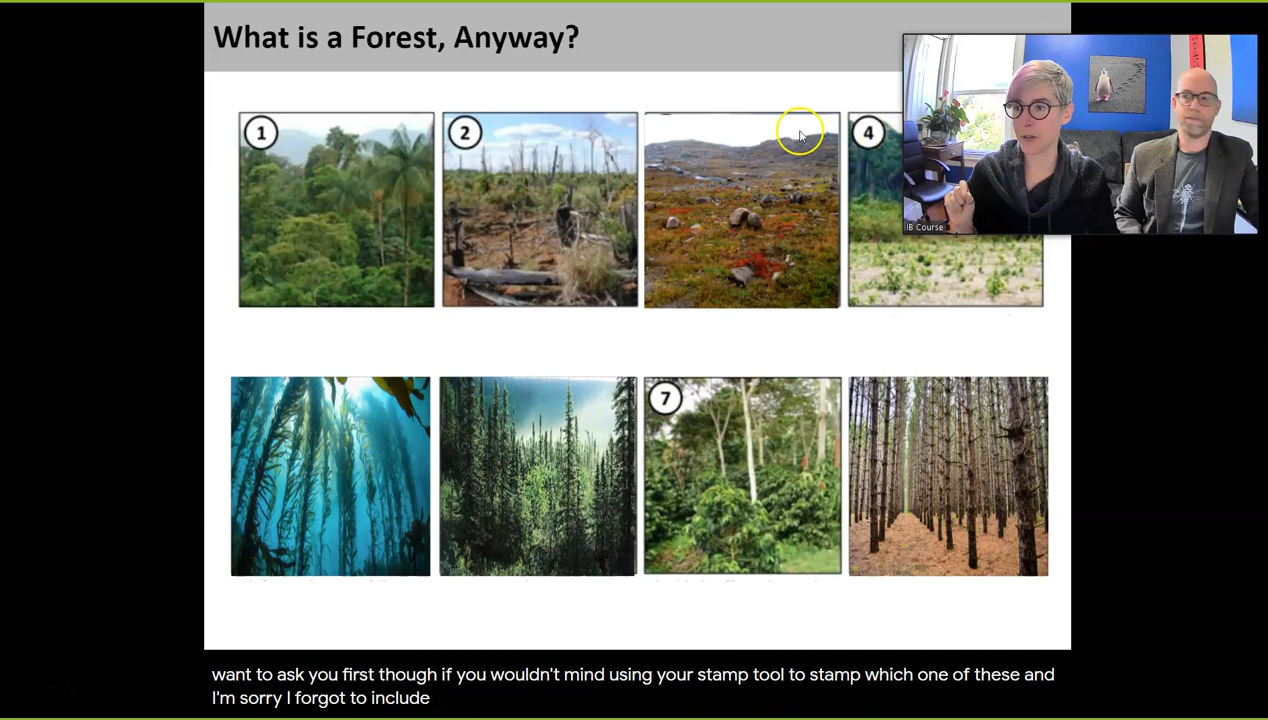 What is a Forest, Anyway?
1
2
4
IB Course
7
want to ask you first though if you wouldn't mind using your stamp tool to stamp which one of these and
I'm sorry I forgot to include